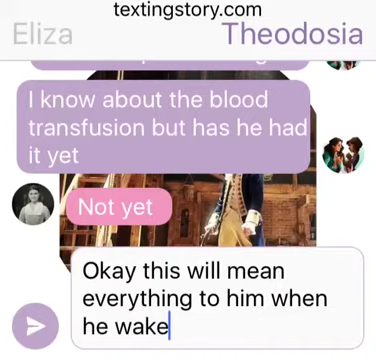 textingstory.com
Eliza Theodosia
I know about the blood
transfusion but has he had
it yet
Not yet
Okay this will mean
everything to him when
he wake